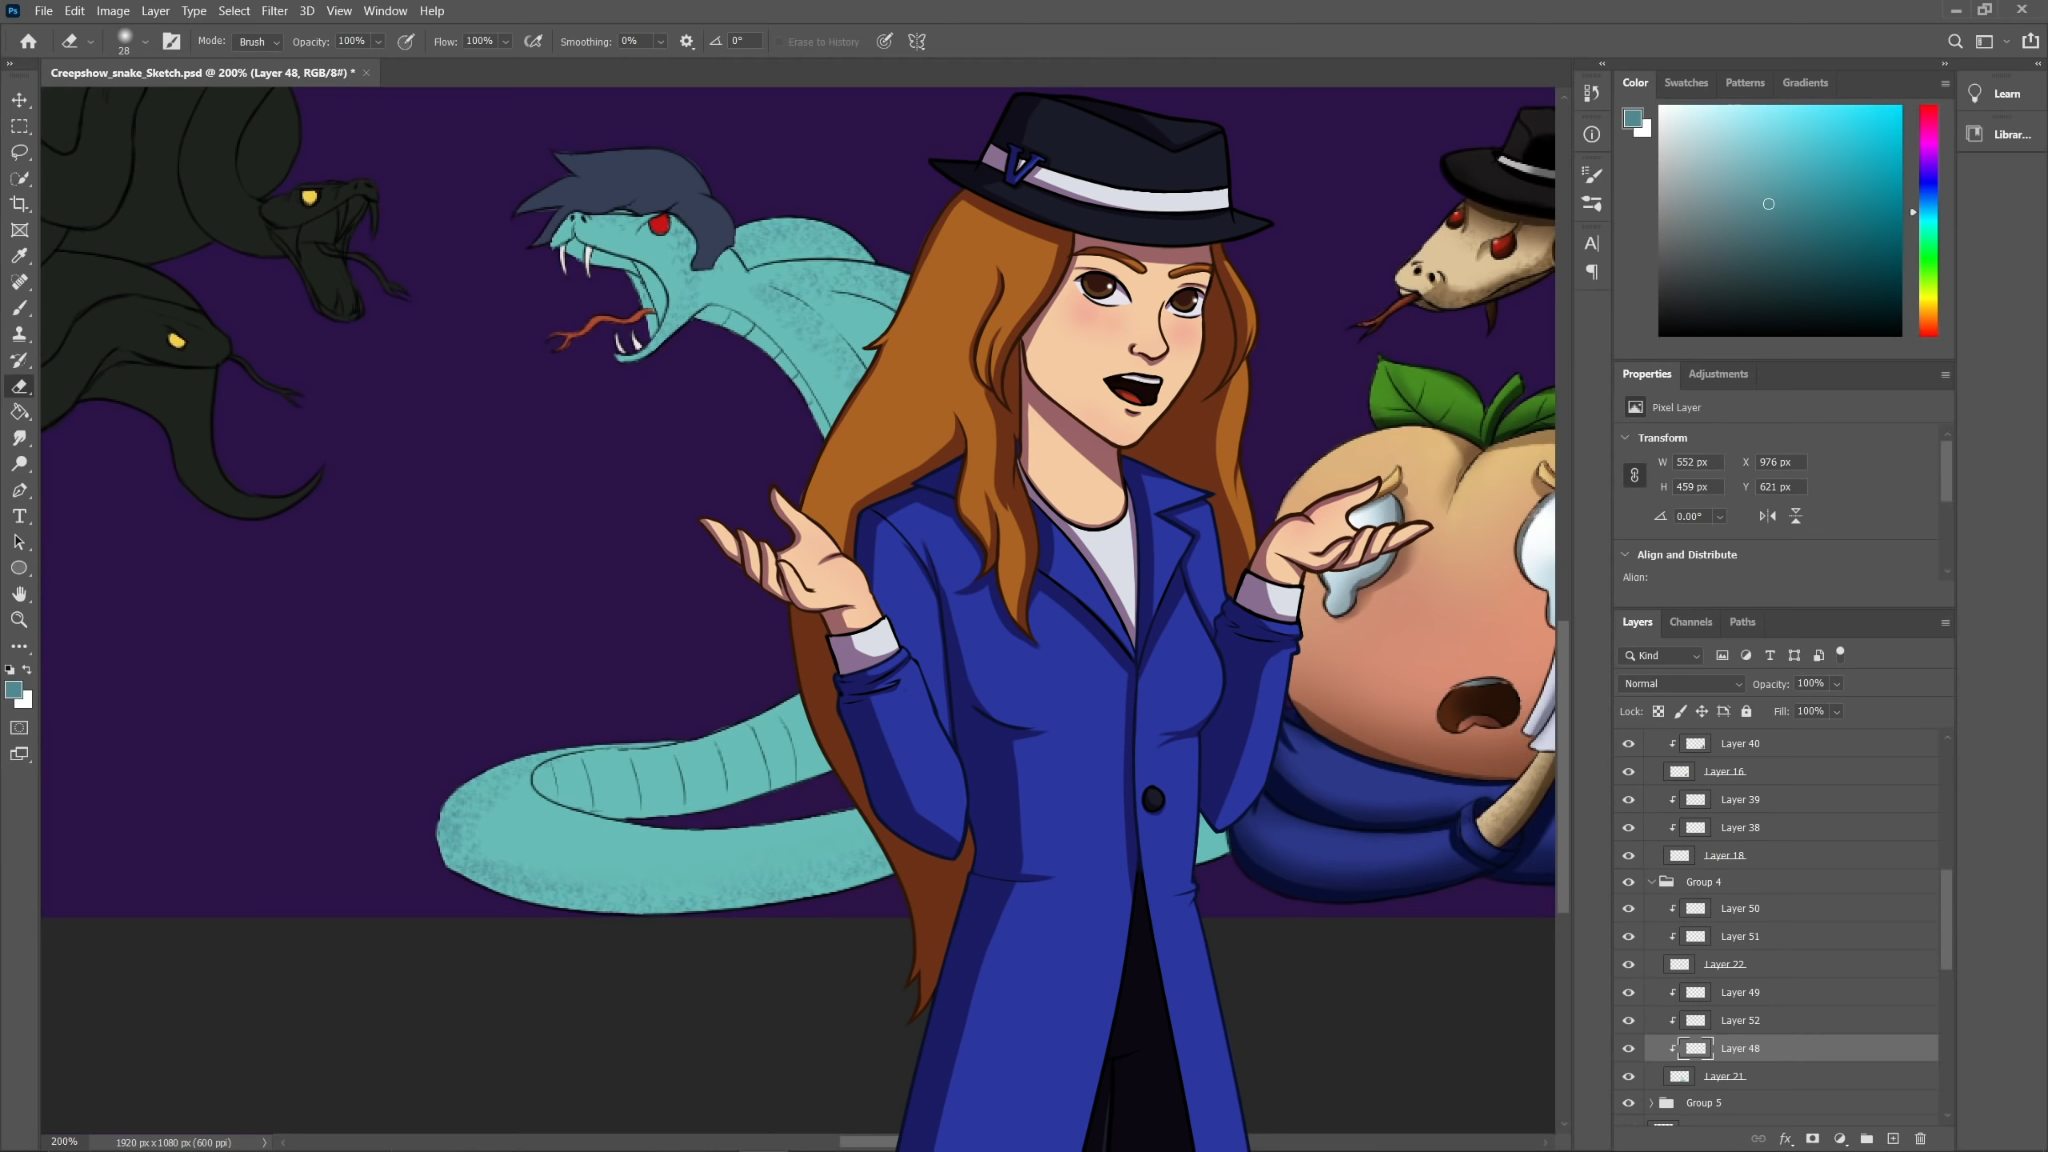 Ps File Edit Image Layer Type Select Filter 3D View Window Help
28 Mode: Brush Opacity: 100% Flow: 100% Smoothing: 0% 0° Erase to History
Creepshow_snake_Sketch.psd @ 200% (Layer 48, RGB/8#) *
V
Color Swatches Patterns Gradients
Learn
Librar...
Properties Adjustments
Pixel Layer
Transform
W 552 px X 976 px
H 459 px Y 621 px
0.00°
Align and Distribute
Align:
Layers Channels Paths
Kind
Normal Opacity: 100%
Lock: Fill: 100%
Layer 40
Layer 16
Layer 39
Layer 38
Layer 18
Group 4
Layer 50
Layer 51
Layer 22
Layer 49
Layer 52
Layer 48
Layer 21
Group 5
fx
200% 1920 px x 1080 px (600 ppi)